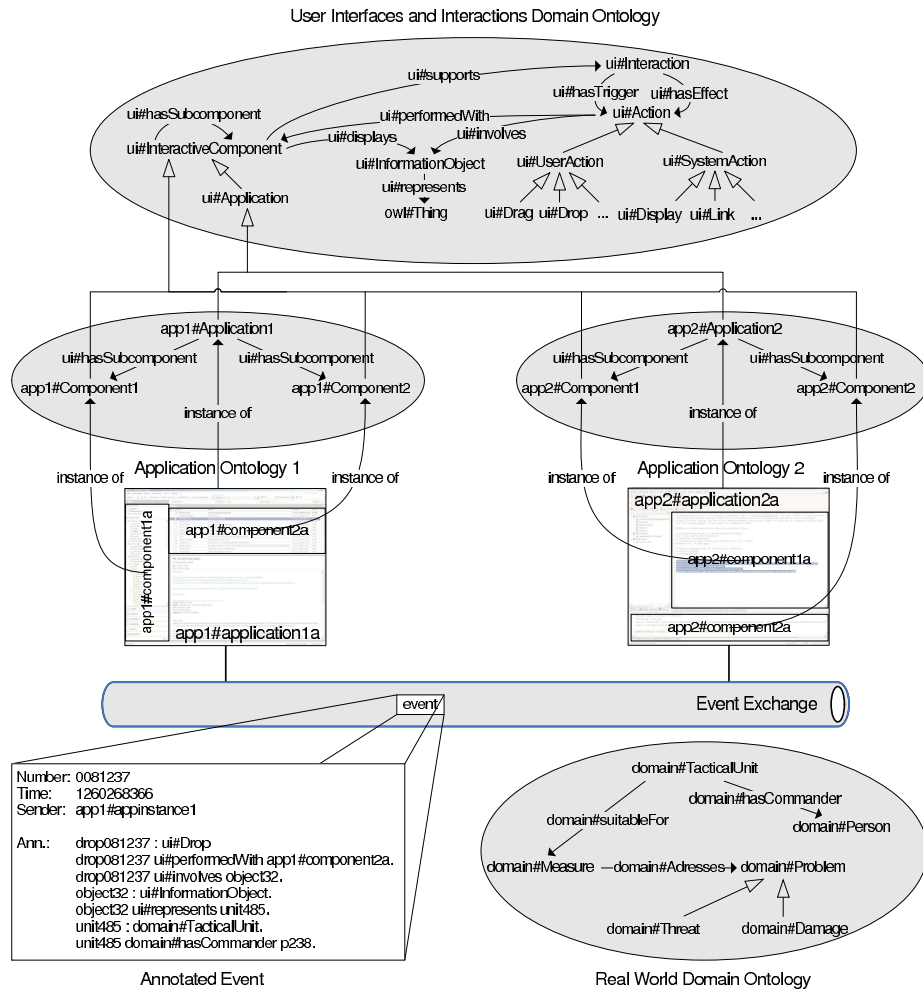 User Interfaces and Interactions Domain Ontology
ui#Interaction
ui#supports
ui#hasTrigger
ui#hasEffect
ui#hasSubcomponent
ui#performedWith
ui#Action
ui#displays
ui#involves
ui#InteractiveComponent
ui#InformationObject
ui#UserAction
ui#SystemAction
ui#represents
ui#Application
owl#Thing
ui#Drag
ui#Drop
...
ui#Display
ui#Link
...
app1#Application1
ui#hasSubcomponent
ui#hasSubcomponent
app1#Component1
app1#Component2
instance of
instance of
Application Ontology 1
instance of
app2#Application2
ui#hasSubcomponent
ui#hasSubcomponent
app2#Component1
app2#Component2
instance of
instance of
Application Ontology 2
instance of
app1#component1a
app1#component2a
app1#application1a
app2#application2a
app2#component1a
app2#component2a
event
Event Exchange
Number: 0081237
Time: 1260268366
Sender: app1#appinstance1
Ann.: drop081237 : ui#Drop
drop081237 ui#performedWith app1#component2a.
drop081237 ui#involves object32.
object32 : ui#InformationObject.
object32 ui#represents unit485.
unit485 : domain#TacticalUnit.
unit485 domain#hasCommander p238.
Annotated Event
domain#TacticalUnit
domain#hasCommander
domain#suitableFor
domain#Person
domain#Measure
domain#Adresses
domain#Problem
domain#Threat
domain#Damage
Real World Domain Ontology